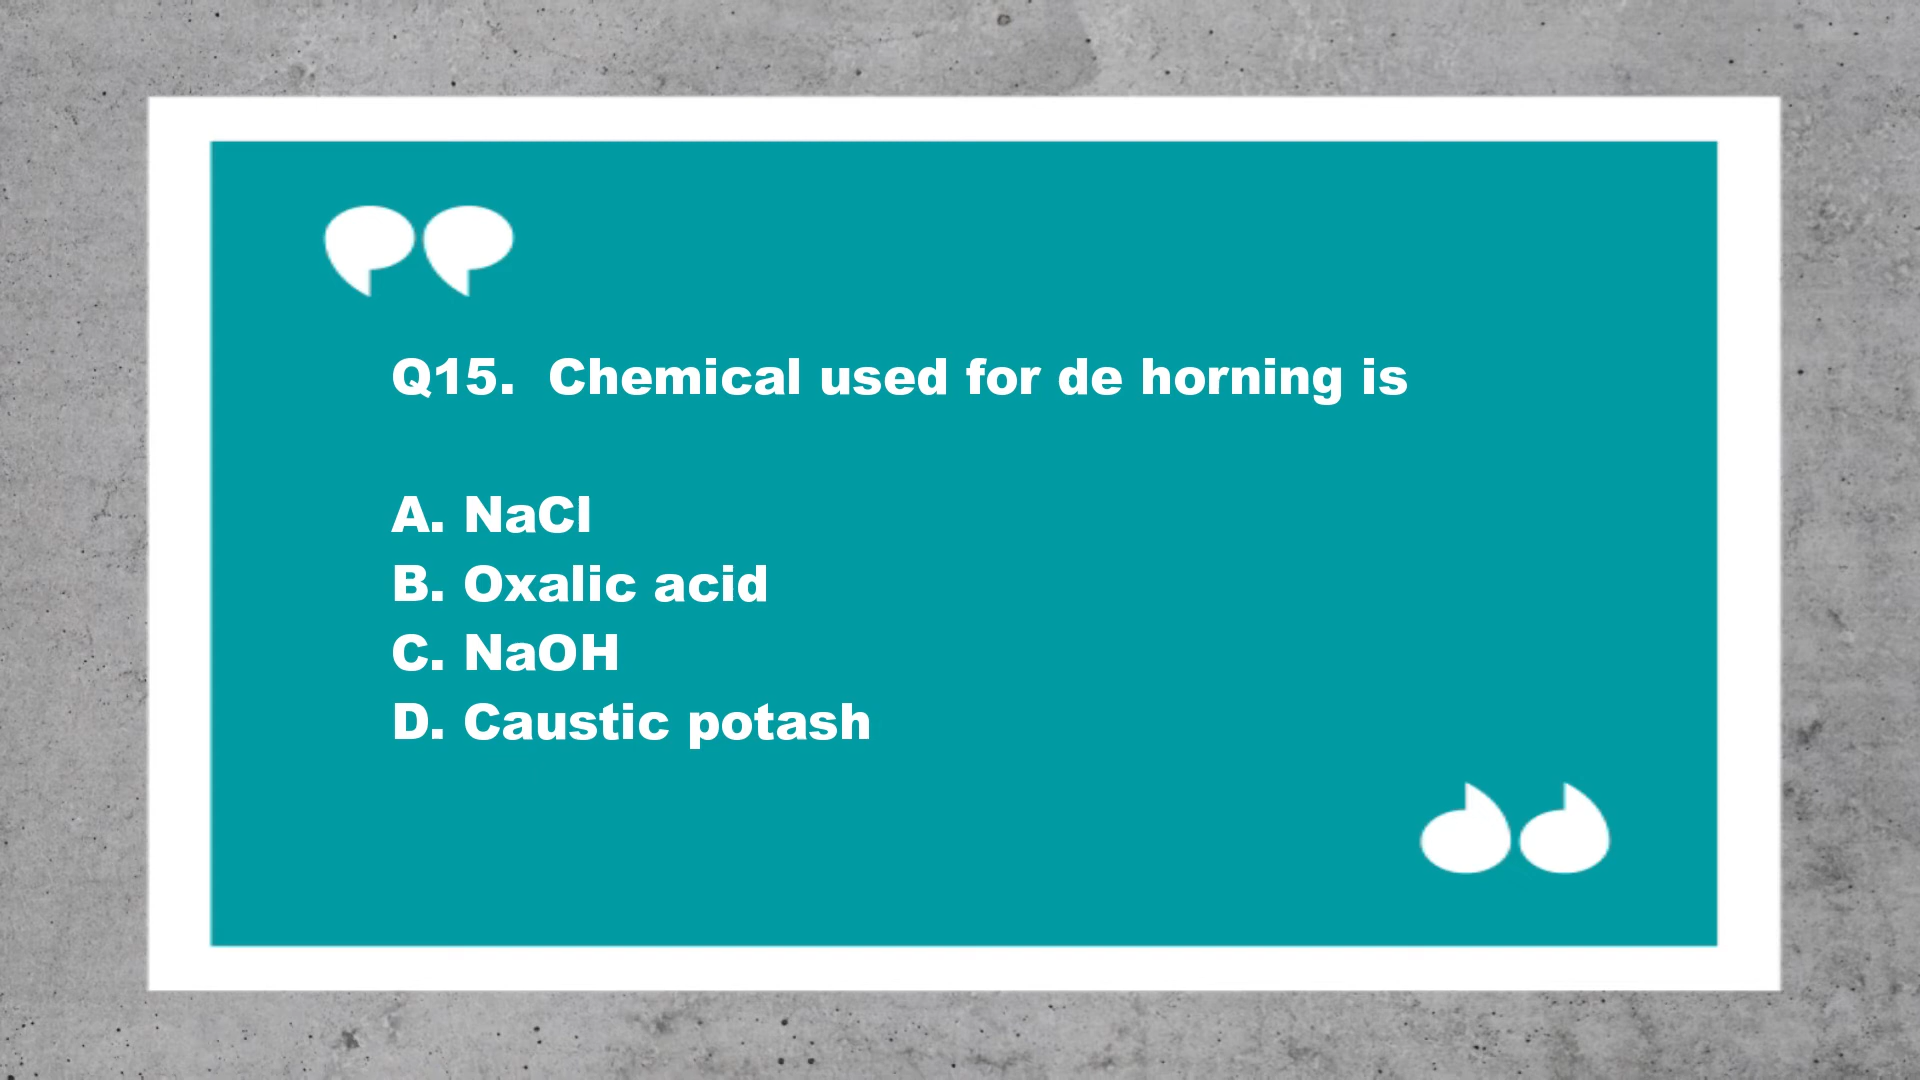 Q15.  Chemical used for de horning is
A. NaCl
B. Oxalic acid
C. NaOH
D. Caustic potash